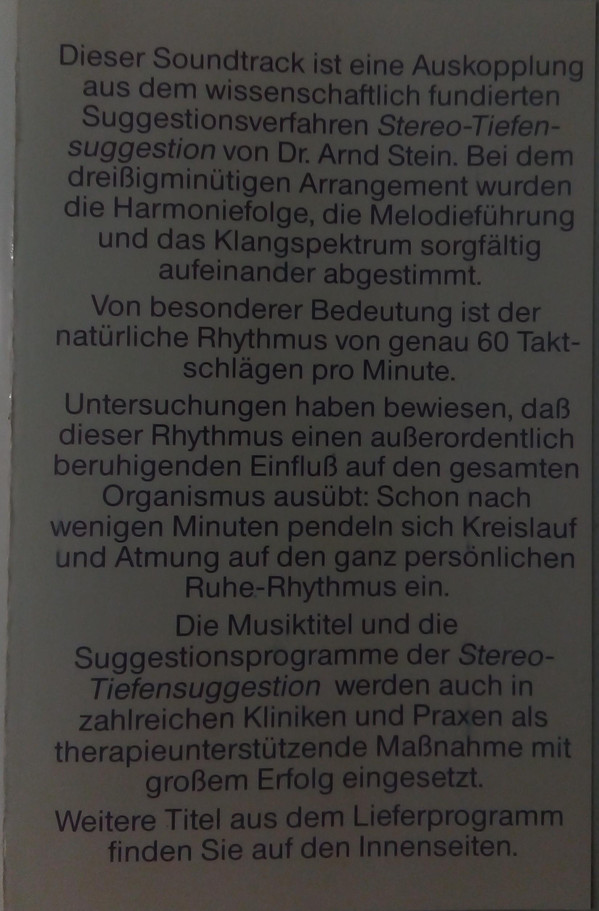 Dieser Soundtrack ist eine Auskopplung
aus dem wissenschaftlich fundierten
Suggestionsverfahren Stereo-Tiefen-
suggestion von Dr. Arnd Stein. Bei dem
dreißigminütigen Arrangement wurden
die Harmoniefolge, die Melodieführung
und das Klangspektrum sorgfältig
aufeinander abgestimmt.
Von besonderer Bedeutung ist der
natürliche Rhythmus von genau 60 Takt-
schlägen pro Minute.
Untersuchungen haben bewiesen, daß
dieser Rhythmus einen außerordentlich
beruhigenden Einfluß auf den gesamten
Organismus ausübt: Schon nach
wenigen Minuten pendeln sich Kreislauf
und Atmung auf den ganz persönlichen
Ruhe-Rhythmus ein.
Die Musiktitel und die
Suggestionsprogramme der Stereo-
Tiefensuggestion werden auch in
zahlreichen Kliniken und Praxen als
therapieunterstützende Maßnahme mit
großem Erfolg eingesetzt.
Weitere Titel aus dem Lieferprogramm
finden Sie auf den Innenseiten.